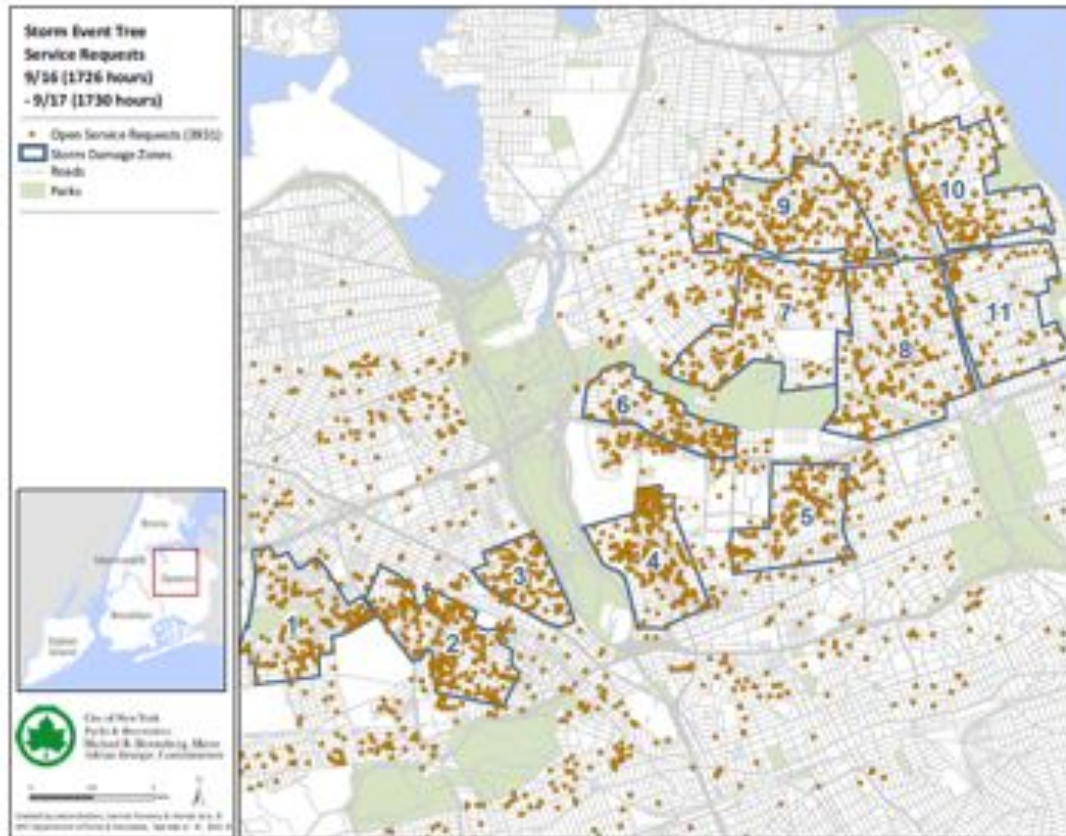 Storm Event Tree
Service Requests
9/16 (1726 hours)
- 9/17 (1730 hours)
Open Service Requests (3931)
Storm Damage Zones
Roads
Parks
10
9
7
11
8
6
5
4
3
1
2
Bronx
Manhattan
Queens
Brooklyn
Staten
Island
City of New York
Parks & Recreation
Michael R. Bloomberg, Mayor
Adrian Benepe, Commissioner